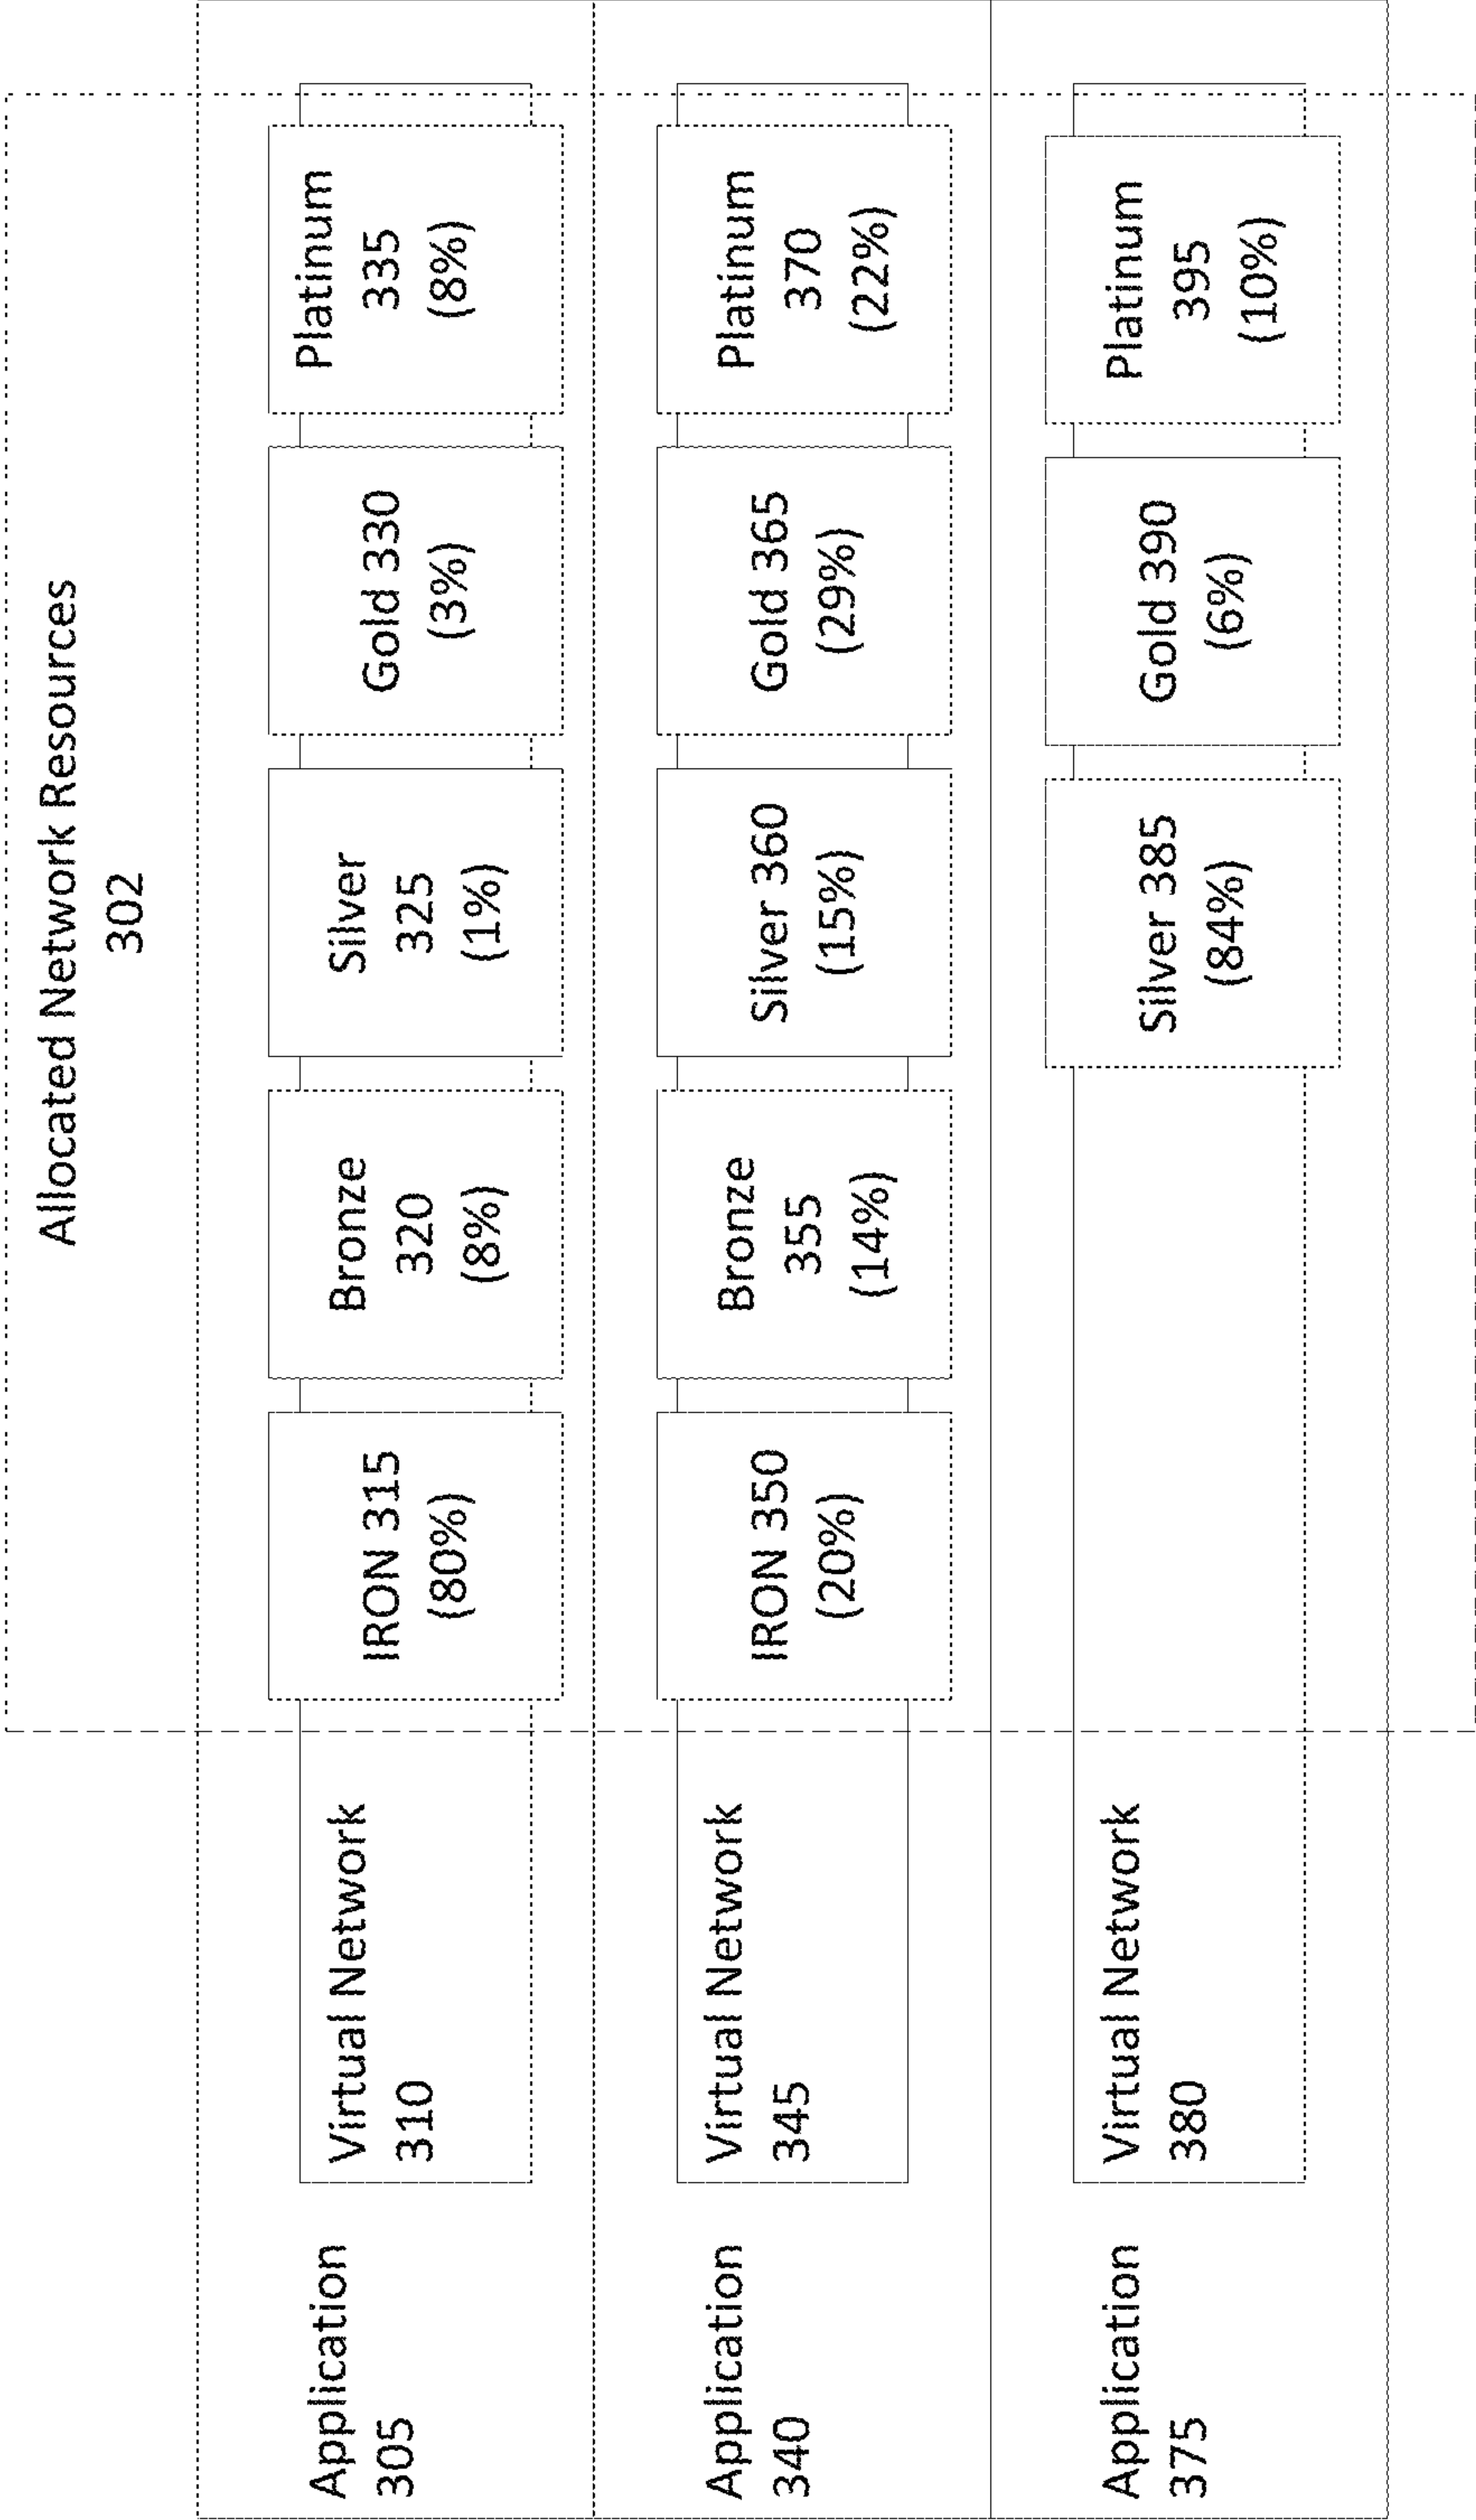 Allocated Network Resources
302
Application
305
Virtual Network
310
IRON 315
(80%)
Bronze
320
(8%)
Silver
325
(1%)
Gold 330
(3%)
Platinum
335
(8%)
Application
340
Virtual Network
345
IRON 350
(20%)
Bronze
355
(14%)
Silver 360
(15%)
Gold 365
(29%)
Platinum
370
(22%)
Application
375
Virtual Network
380
Silver 385
(84%)
Gold 390
(6%)
Platinum
395
(10%)